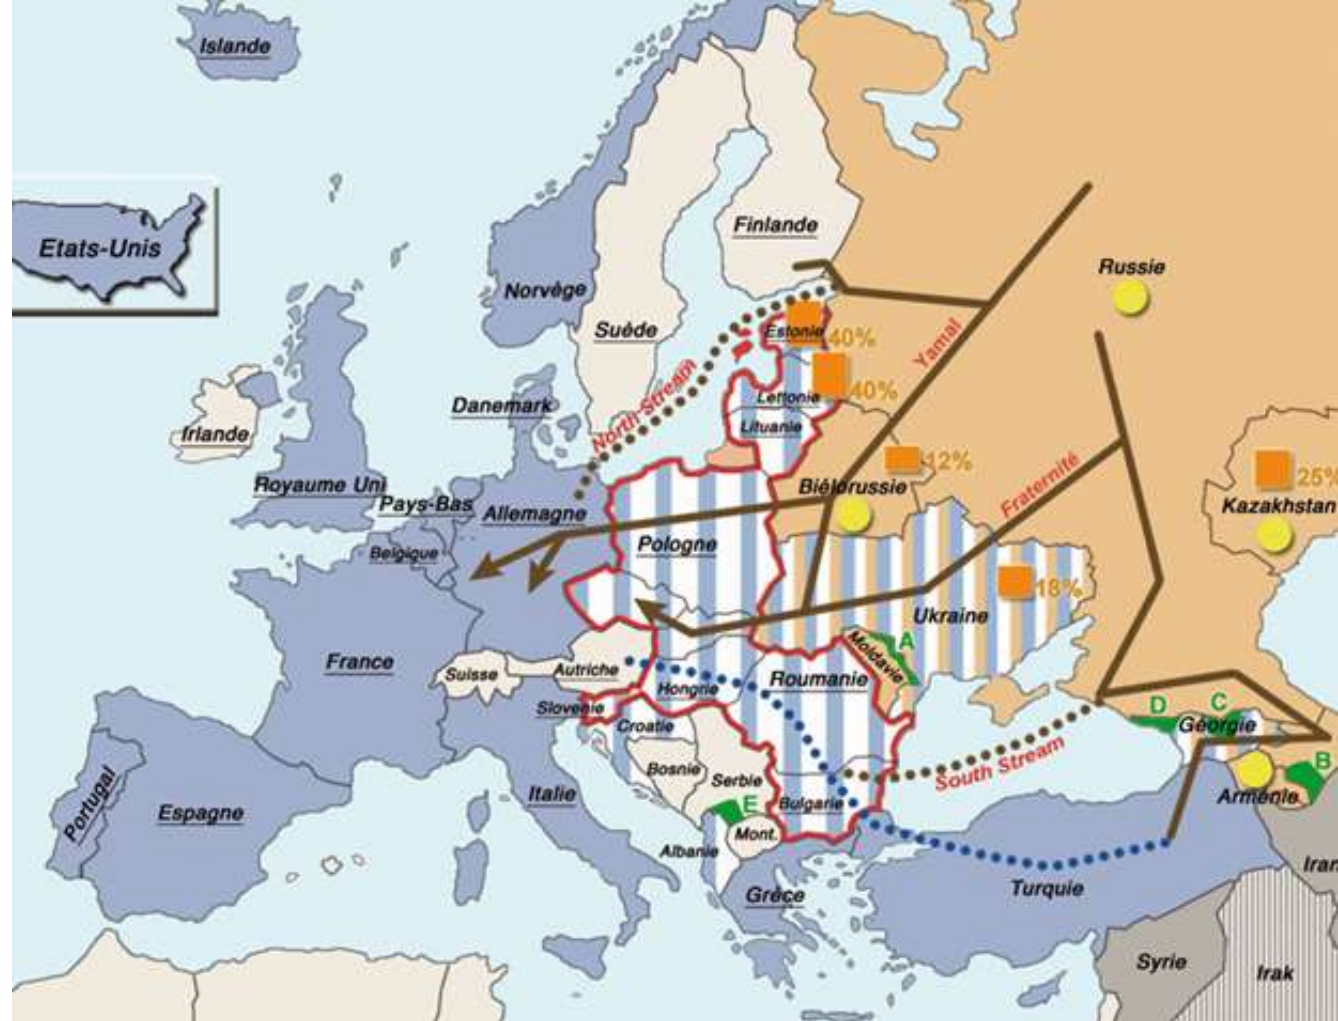 Islande
Etats-Unis
Finlande
Norvège
Suède
Russie
Estonie
40%
Yamal
North-Stream
Lettonie
40%
Danemark
Lituanie
Irlande
Royaume Uni
Pays-Bas
Allemagne
Biélorussie
12%
Fraternité
25%
Kazakhstan
Belgique
Pologne
18%
Ukraine
France
Suisse
Autriche
Moldavie
A
Hongrie
Roumanie
Slovenie
Croatie
D
C
Géorgie
Bosnie
Serbie
South Stream
B
Portugal
Espagne
Italie
E
Bulgarie
Arménie
Mont.
Albanie
Iran
Grèce
Turquie
Syrie
Irak